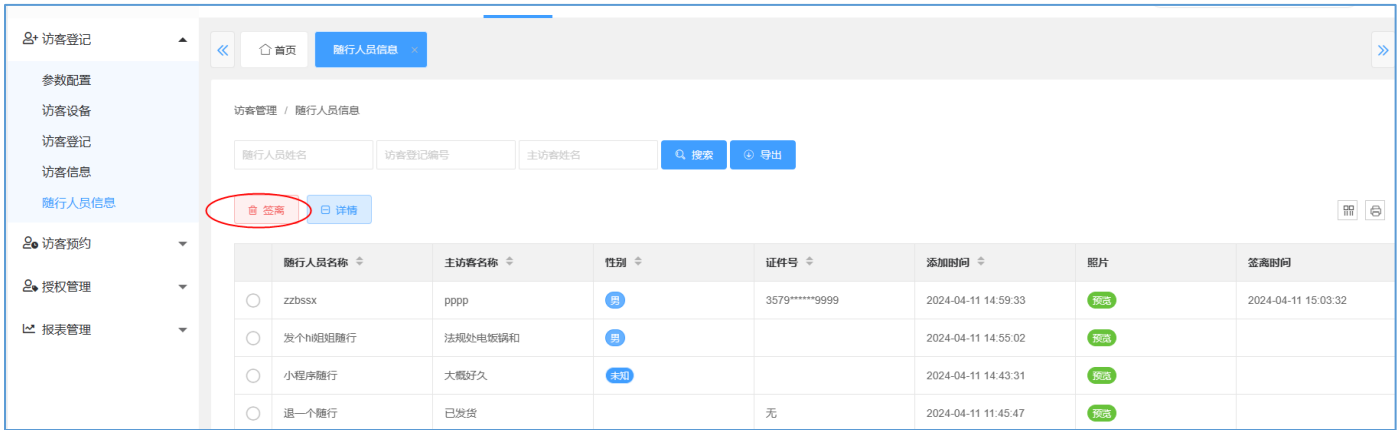 访客登记
首页
随行人员信息 ×
参数配置
访客设备
访客管理 / 随行人员信息
访客登记
随行人员姓名 访客登记编号 主访客姓名 搜索 导出
访客信息
随行人员信息
签离 详情
访客预约
随行人员名称 主访客名称 性别 证件号 添加时间 照片 签离时间
授权管理
zzbssx pppp 男 3579******9999 2024-04-11 14:59:33 预览 2024-04-11 15:03:32
报表管理
发个hi姐姐随行 法规处电饭锅和 男 2024-04-11 14:55:02 预览
小程序随行 大概好久 未知 2024-04-11 14:43:31 预览
退一个随行 已发货 无 2024-04-11 11:45:47 预览